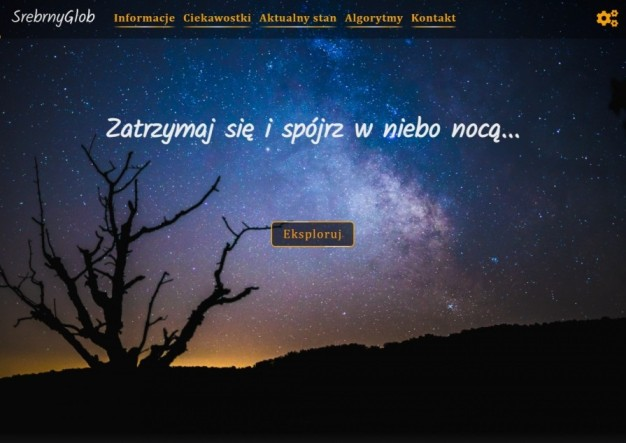 SrebrnyGlob Informacje Ciekawostki Aktualny stan Algorytmy Kontakt
Zatrzymaj się i spójrz w niebo nocą...
Eksploruj